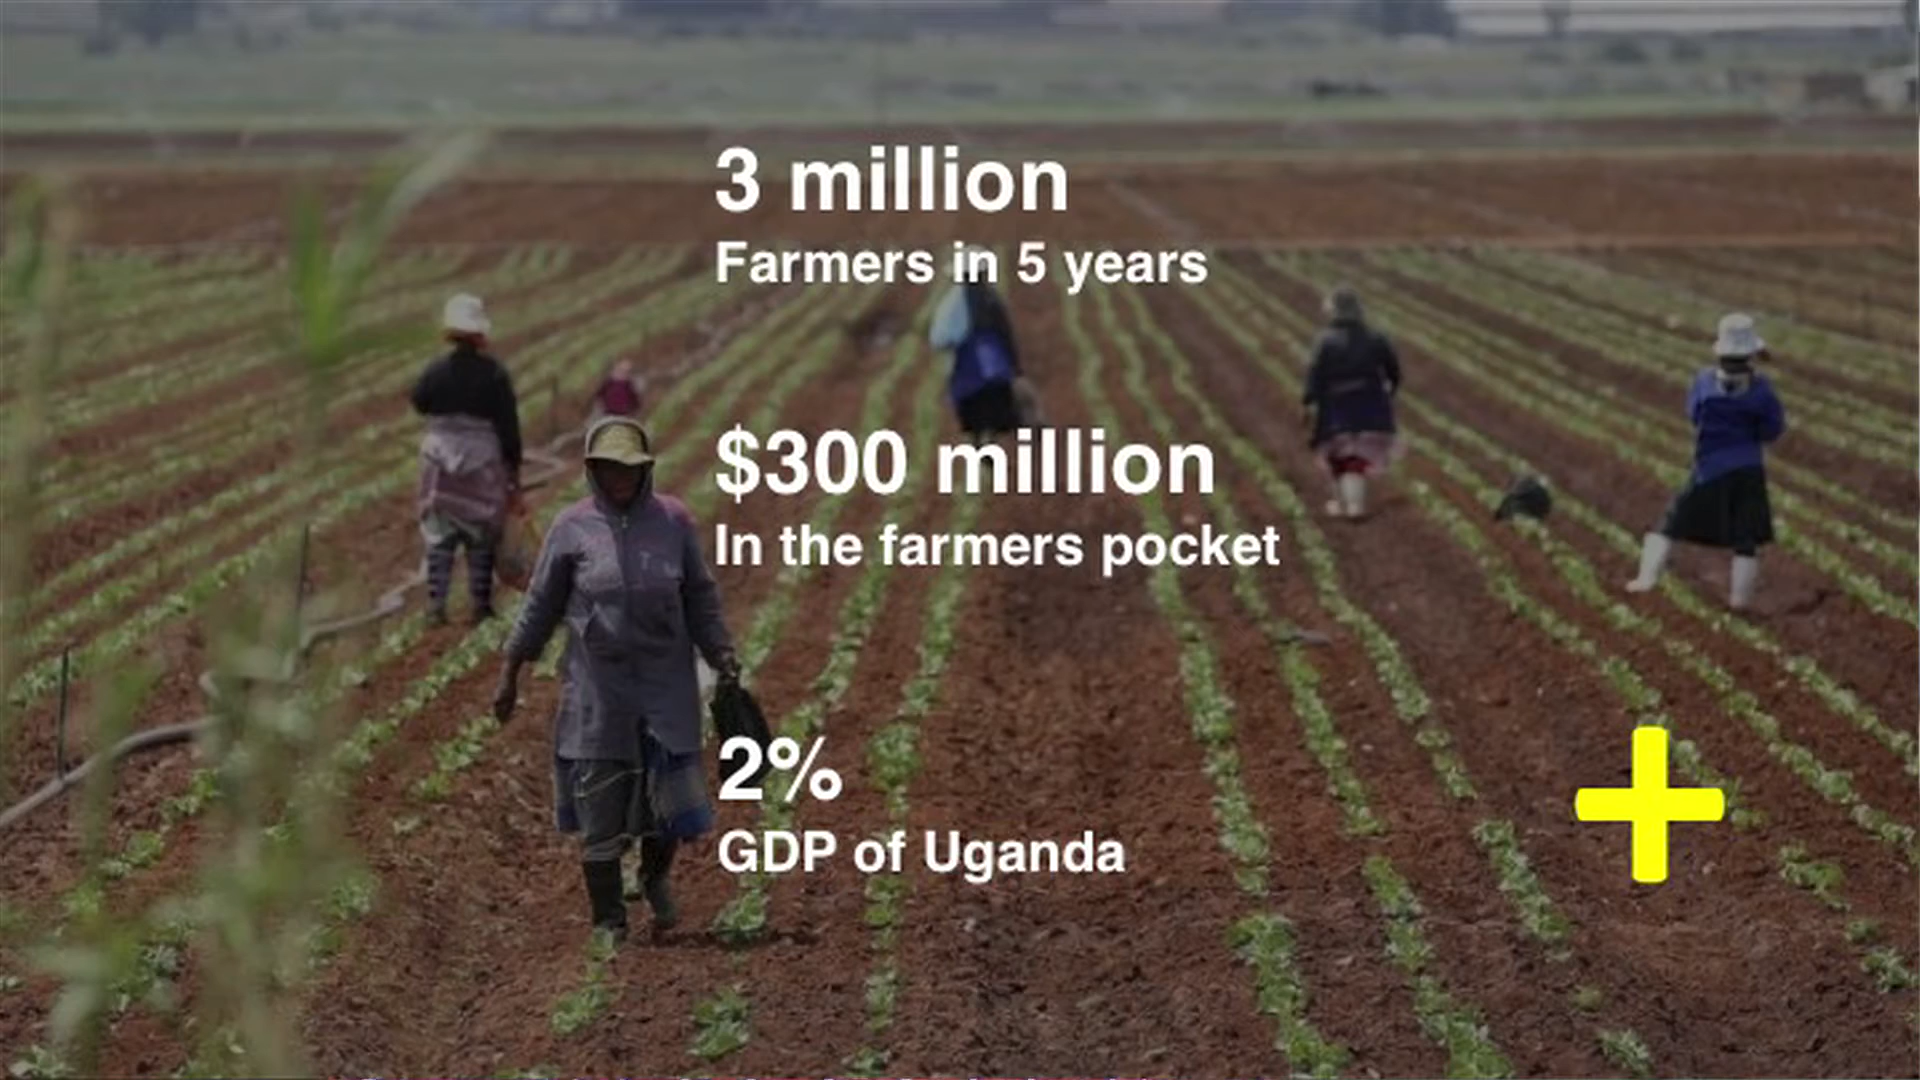 3 million
Farmers in 5 years
$300 million
In the farmers pocket
2%
GDP of Uganda